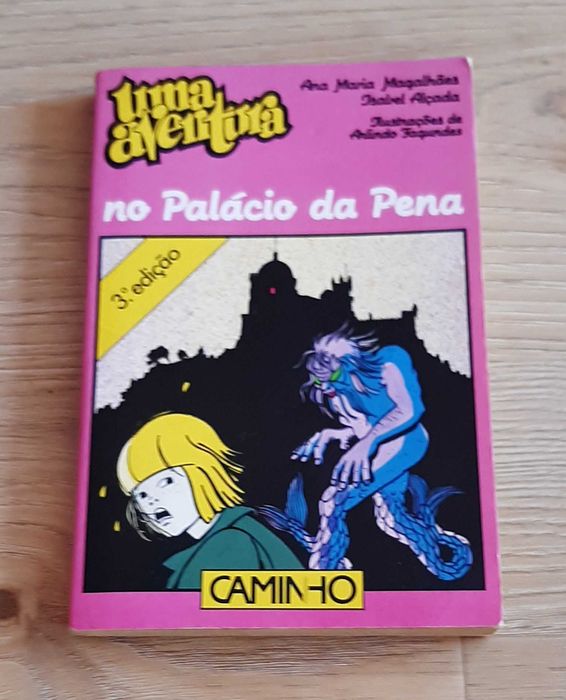 uma
aventura
Ana Maria Magalhães
Isabel Alçada
Ilustrações de
Arlindo Fagundes
no Palácio da Pena
3.ª edição
CAMINHO